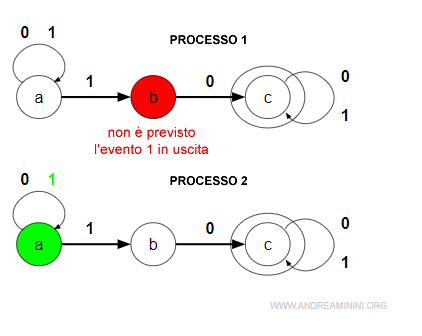 PROCESSO 1
0 1
1
0
0
a
b
c
1
non è previsto
l'evento 1 in uscita
PROCESSO 2
0 1
1
0
0
a
b
c
1
WWW.ANDREAMININI.ORG